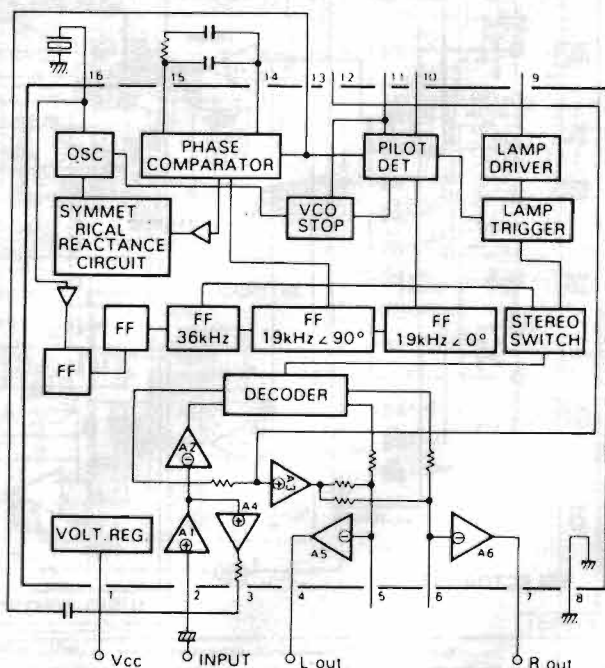 16 15 14 13 12 11 10 9
OSC
PHASE
COMPARATOR
PILOT
DET
LAMP
DRIVER
SYMMET
RICAL
REACTANCE
CIRCUIT
VCO
STOP
LAMP
TRIGGER
FF
FF
FF
36kHz
FF
19kHz∠90°
FF
19kHz∠0°
STEREO
SWITCH
DECODER
A2
A3
A1
A4
VOLT. REG.
A5
A6
1 2 3 4 5 6 7 8
Vcc
INPUT
L out
R out